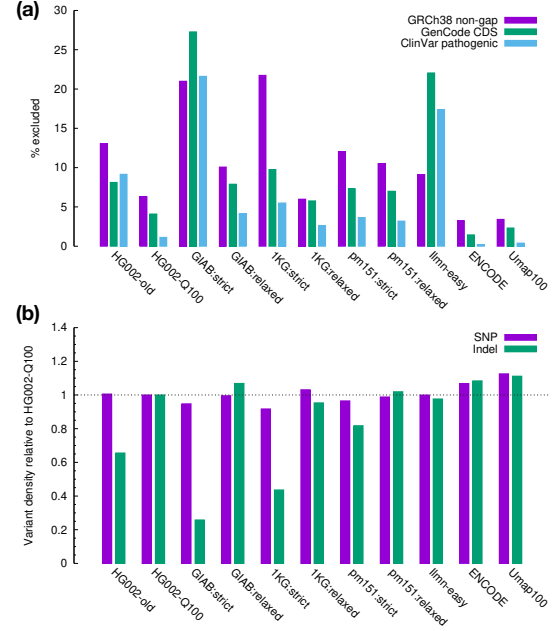 (a)
GRCh38 non-gap
GenCode CDS
ClinVar pathogenic
% excluded
30
25
20
15
10
5
0
HG002-old
HG002-Q100
GIAB:strict
GIAB:relaxed
1KG:strict
1KG:relaxed
pm151:strict
pm151:relaxed
llmn-easy
ENCODE
Umap100
(b)
SNP
Indel
Variant density relative to HG002-Q100
1.4
1.2
1
0.8
0.6
0.4
0.2
0
HG002-old
HG002-Q100
GIAB:strict
GIAB:relaxed
1KG:strict
1KG:relaxed
pm151:strict
pm151:relaxed
llmn-easy
ENCODE
Umap100